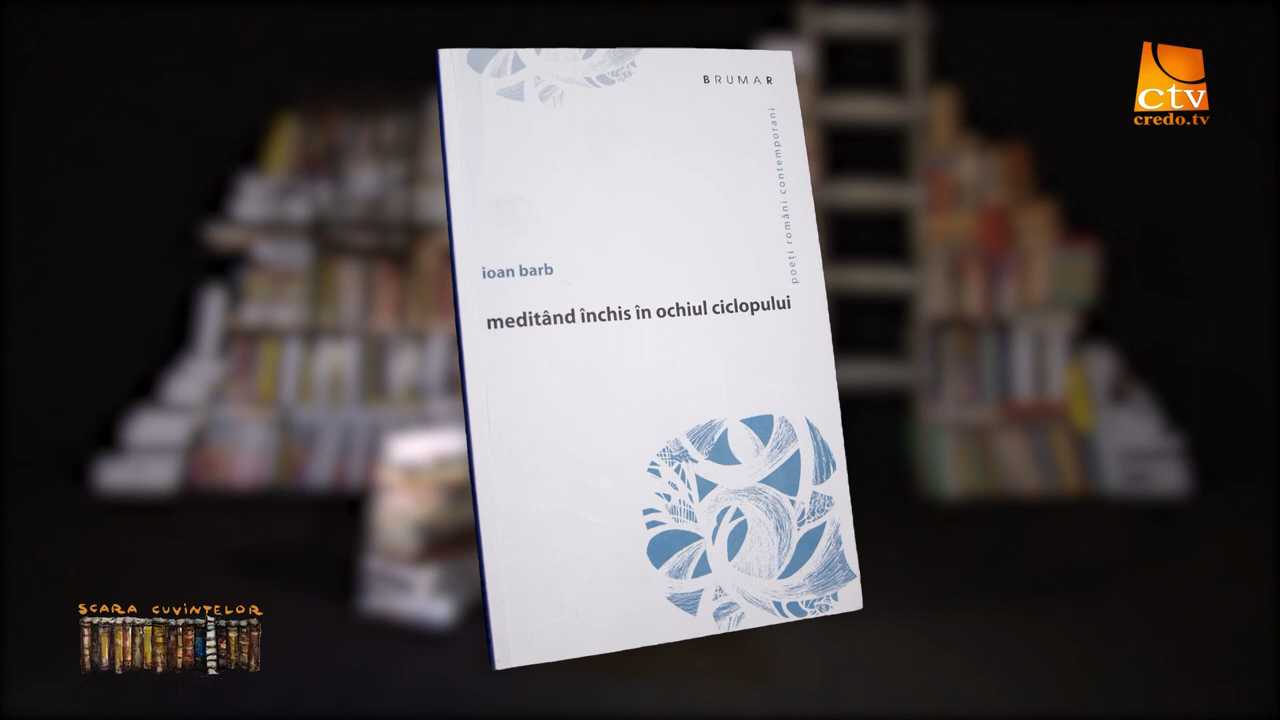 BRUMAR
poeți români contemporani
ioan barb
meditând închis în ochiul ciclopului
ctv
credo.tv
SCARA CUVINTELOR